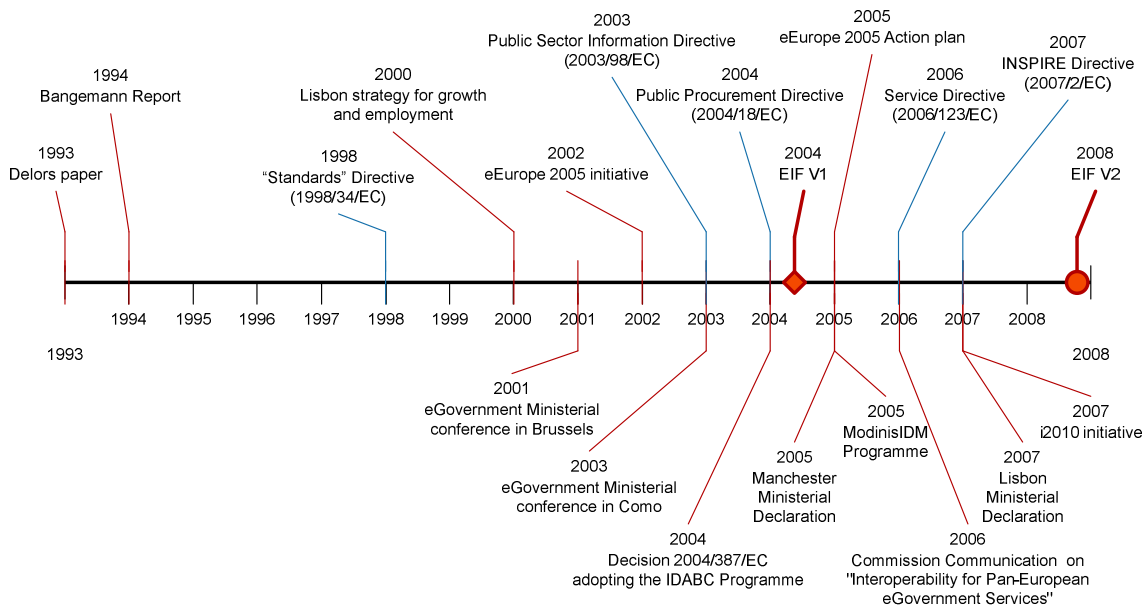 1993
Delors paper
1994
Bangemann Report
1998
“Standards” Directive
(1998/34/EC)
2000
Lisbon strategy for growth
and employment
2002
eEurope 2005 initiative
2003
Public Sector Information Directive
(2003/98/EC)
2004
Public Procurement Directive
(2004/18/EC)
2004
EIF V1
2005
eEurope 2005 Action plan
2006
Service Directive
(2006/123/EC)
2007
INSPIRE Directive
(2007/2/EC)
2008
EIF V2
1994 1995 1996 1997 1998 1999 2000 2001 2002 2003 2004 2005 2006 2007 2008
1993 2008
2001
eGovernment Ministerial
conference in Brussels
2003
eGovernment Ministerial
conference in Como
2004
Decision 2004/387/EC
adopting the IDABC Programme
2005
Manchester
Ministerial
Declaration
2005
ModinisIDM
Programme
2006
Commission Communication on
"Interoperability for Pan-European
eGovernment Services"
2007
Lisbon
Ministerial
Declaration
2007
i2010 initiative